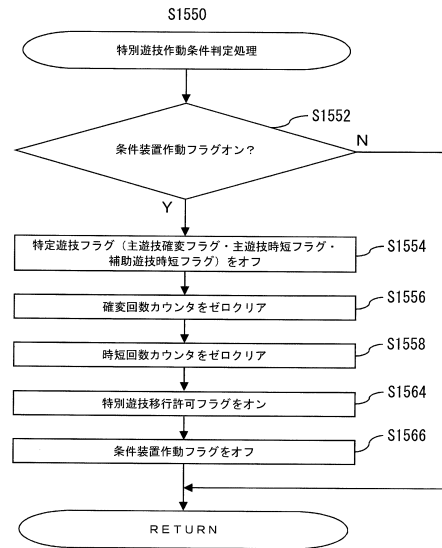 S1550
特別遊技作動条件判定処理
S1552
条件装置作動フラグオン？
N
Y
特定遊技フラグ（主遊技確変フラグ・主遊技時短フラグ・
補助遊技時短フラグ）をオフ
S1554
確変回数カウンタをゼロクリア
S1556
時短回数カウンタをゼロクリア
S1558
特別遊技移行許可フラグをオン
S1564
条件装置作動フラグをオフ
S1566
RETURN